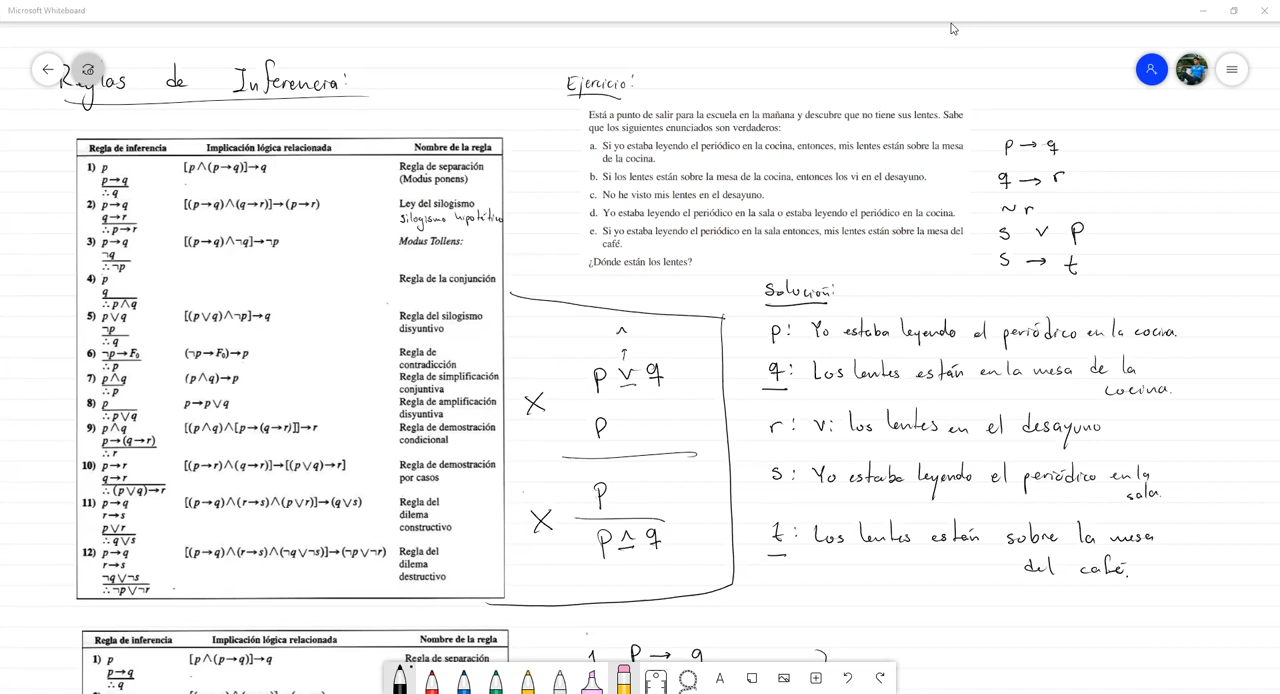 Microsoft Whiteboard
Reglas de Inferencia:
Regla de inferencia Implicación lógica relacionada Nombre de la regla
1) p [p∧(p→q)]→q Regla de separación
p→q (Modus ponens)
∴q
2) p→q [(p→q)∧(q→r)]→(p→r) Ley del silogismo
q→r silogismo hipotético
∴p→r
3) p→q [(p→q)∧¬q]→¬p Modus Tollens:
¬q
∴¬p
4) p Regla de la conjunción
q
∴p∧q
5) p∨q [(p∨q)∧¬p]→q Regla del silogismo
¬p disyuntivo
∴q
6) ¬p→F₀ (¬p→F₀)→p Regla de
∴p contradicción
7) p∧q (p∧q)→p Regla de simplificación
∴p conjuntiva
8) p p→p∨q Regla de amplificación
∴p∨q disyuntiva
9) p∧q [(p∧q)∧[p→(q→r)]]→r Regla de demostración
p→(q→r) condicional
∴r
10) p→r [(p→r)∧(q→r)]→[(p∨q)→r] Regla de demostración
q→r por casos
∴(p∨q)→r
11) p→q [(p→q)∧(r→s)∧(p∨r)]→(q∨s) Regla del
r→s dilema
p∨r constructivo
∴q∨s
12) p→q [(p→q)∧(r→s)∧(¬q∨¬s)]→(¬p∨¬r) Regla del
r→s dilema
¬q∨¬s destructivo
∴¬p∨¬r
Regla de inferencia Implicación lógica relacionada Nombre de la regla
1) p [p∧(p→q)]→q Regla de separación
p→q
∴q
Ejercicio:
Está a punto de salir para la escuela en la mañana y descubre que no tiene sus lentes. Sabe
que los siguientes enunciados son verdaderos:
a. Si yo estaba leyendo el periódico en la cocina, entonces, mis lentes están sobre la mesa
de la cocina.
b. Si los lentes están sobre la mesa de la cocina, entonces los vi en el desayuno.
c. No he visto mis lentes en el desayuno.
d. Yo estaba leyendo el periódico en la sala o estaba leyendo el periódico en la cocina.
e. Si yo estaba leyendo el periódico en la sala entonces, mis lentes están sobre la mesa del
café.
¿Dónde están los lentes?
p → q
q → r
~ r
s ∨ p
s → t
∧
↑
p ∨ q
×
p
p
×
p ∧ q
Solución:
p: Yo estaba leyendo el periódico en la cocina.
q: Los lentes están en la mesa de la
cocina.
r: vi los lentes en el desayuno
s: Yo estaba leyendo el periódico en la
sala.
t: Los lentes están sobre la mesa
del café.
1 p → q
A